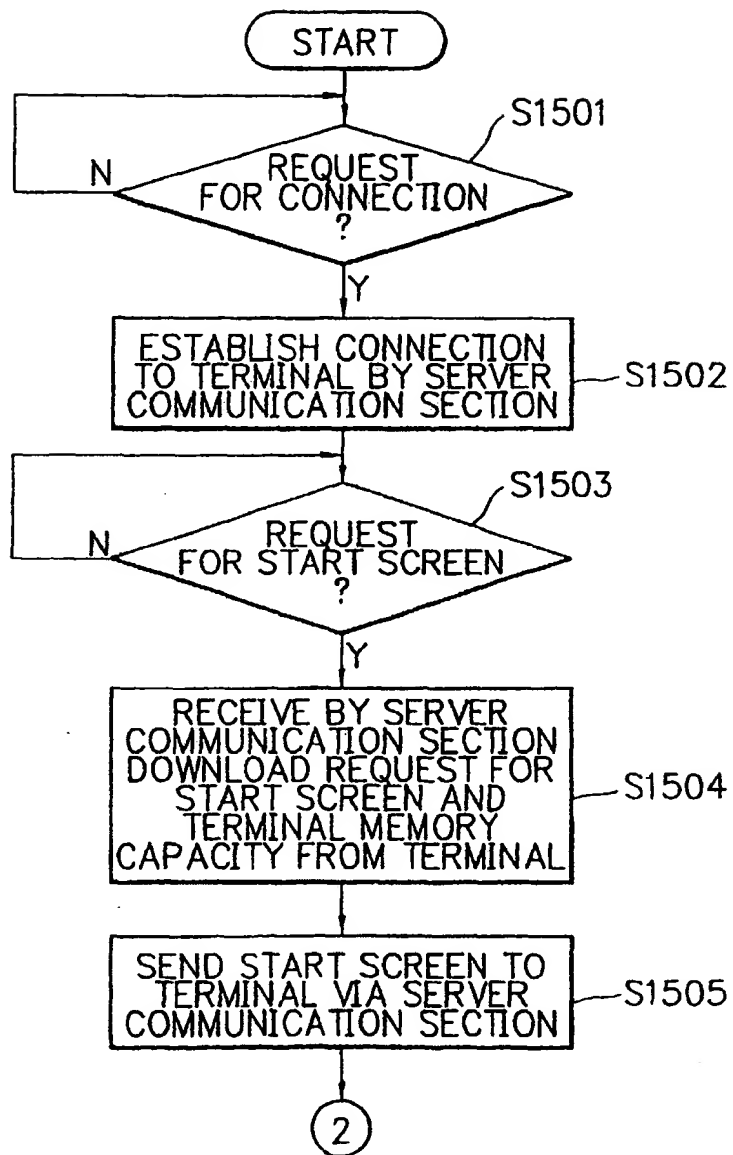 START
S1501
REQUEST
FOR CONNECTION
?
N
Y
ESTABLISH CONNECTION
TO TERMINAL BY SERVER
COMMUNICATION SECTION
S1502
S1503
REQUEST
FOR START SCREEN
?
N
Y
RECEIVE BY SERVER
COMMUNICATION SECTION
DOWNLOAD REQUEST FOR
START SCREEN AND
TERMINAL MEMORY
CAPACITY FROM TERMINAL
S1504
SEND START SCREEN TO
TERMINAL VIA SERVER
COMMUNICATION SECTION
S1505
2